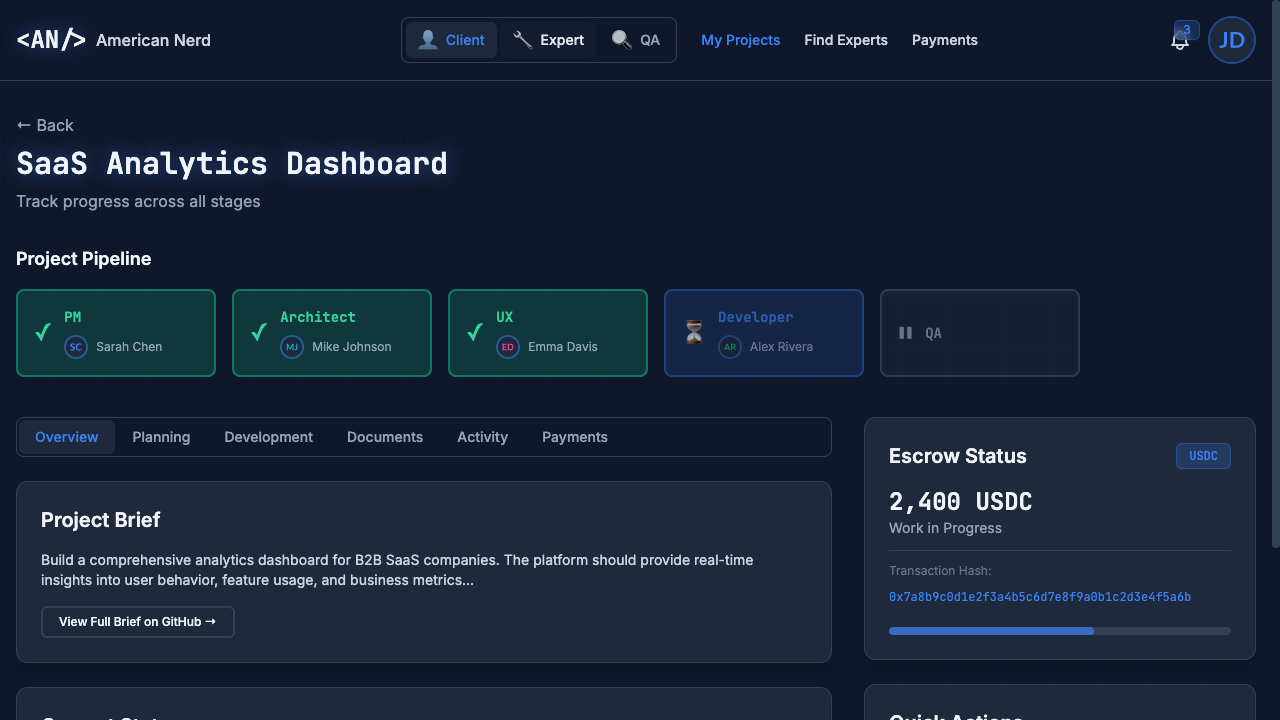 <AN/> American Nerd
Client
Expert
QA
My Projects
Find Experts
Payments
3
JD
← Back
SaaS Analytics Dashboard
Track progress across all stages
Project Pipeline
PM
SC Sarah Chen
Architect
MJ Mike Johnson
UX
ED Emma Davis
Developer
AR Alex Rivera
QA
Overview
Planning
Development
Documents
Activity
Payments
Project Brief
Build a comprehensive analytics dashboard for B2B SaaS companies. The platform should provide real-time
insights into user behavior, feature usage, and business metrics...
View Full Brief on GitHub →
Escrow Status
USDC
2,400 USDC
Work in Progress
Transaction Hash:
0x7a8b9c0d1e2f3a4b5c6d7e8f9a0b1c2d3e4f5a6b
Quick Actions